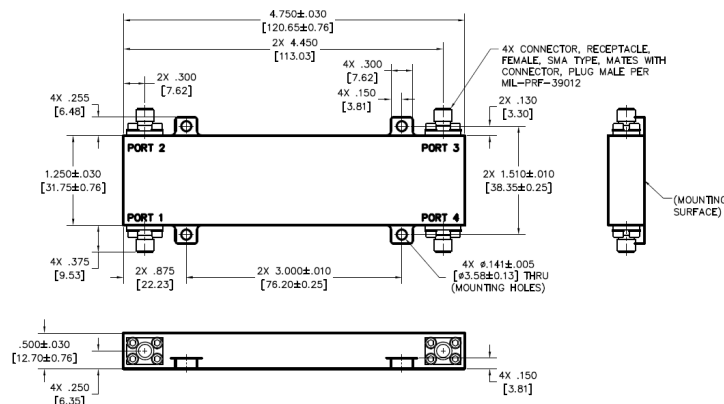 4.750±.030
[120.65±0.76]
2X 4.450
[113.03]
2X .300
[7.62]
4X .300
[7.62]
4X .150
[3.81]
4X CONNECTOR, RECEPTACLE,
FEMALE, SMA TYPE, MATES WITH
CONNECTOR, PLUG MALE PER
MIL-PRF-39012
4X .255
[6.48]
2X .130
[3.30]
PORT 2
PORT 3
1.250±.030
[31.75±0.76]
2X 1.510±.010
[38.35±0.25]
(MOUNTING
SURFACE)
PORT 1
PORT 4
4X .375
[9.53]
2X .875
[22.23]
2X 3.000±.010
[76.20±0.25]
4X ø.141±.005
[ø3.58±0.13] THRU
(MOUNTING HOLES)
.500±.030
[12.70±0.76]
4X .250
[6.35]
4X .150
[3.81]